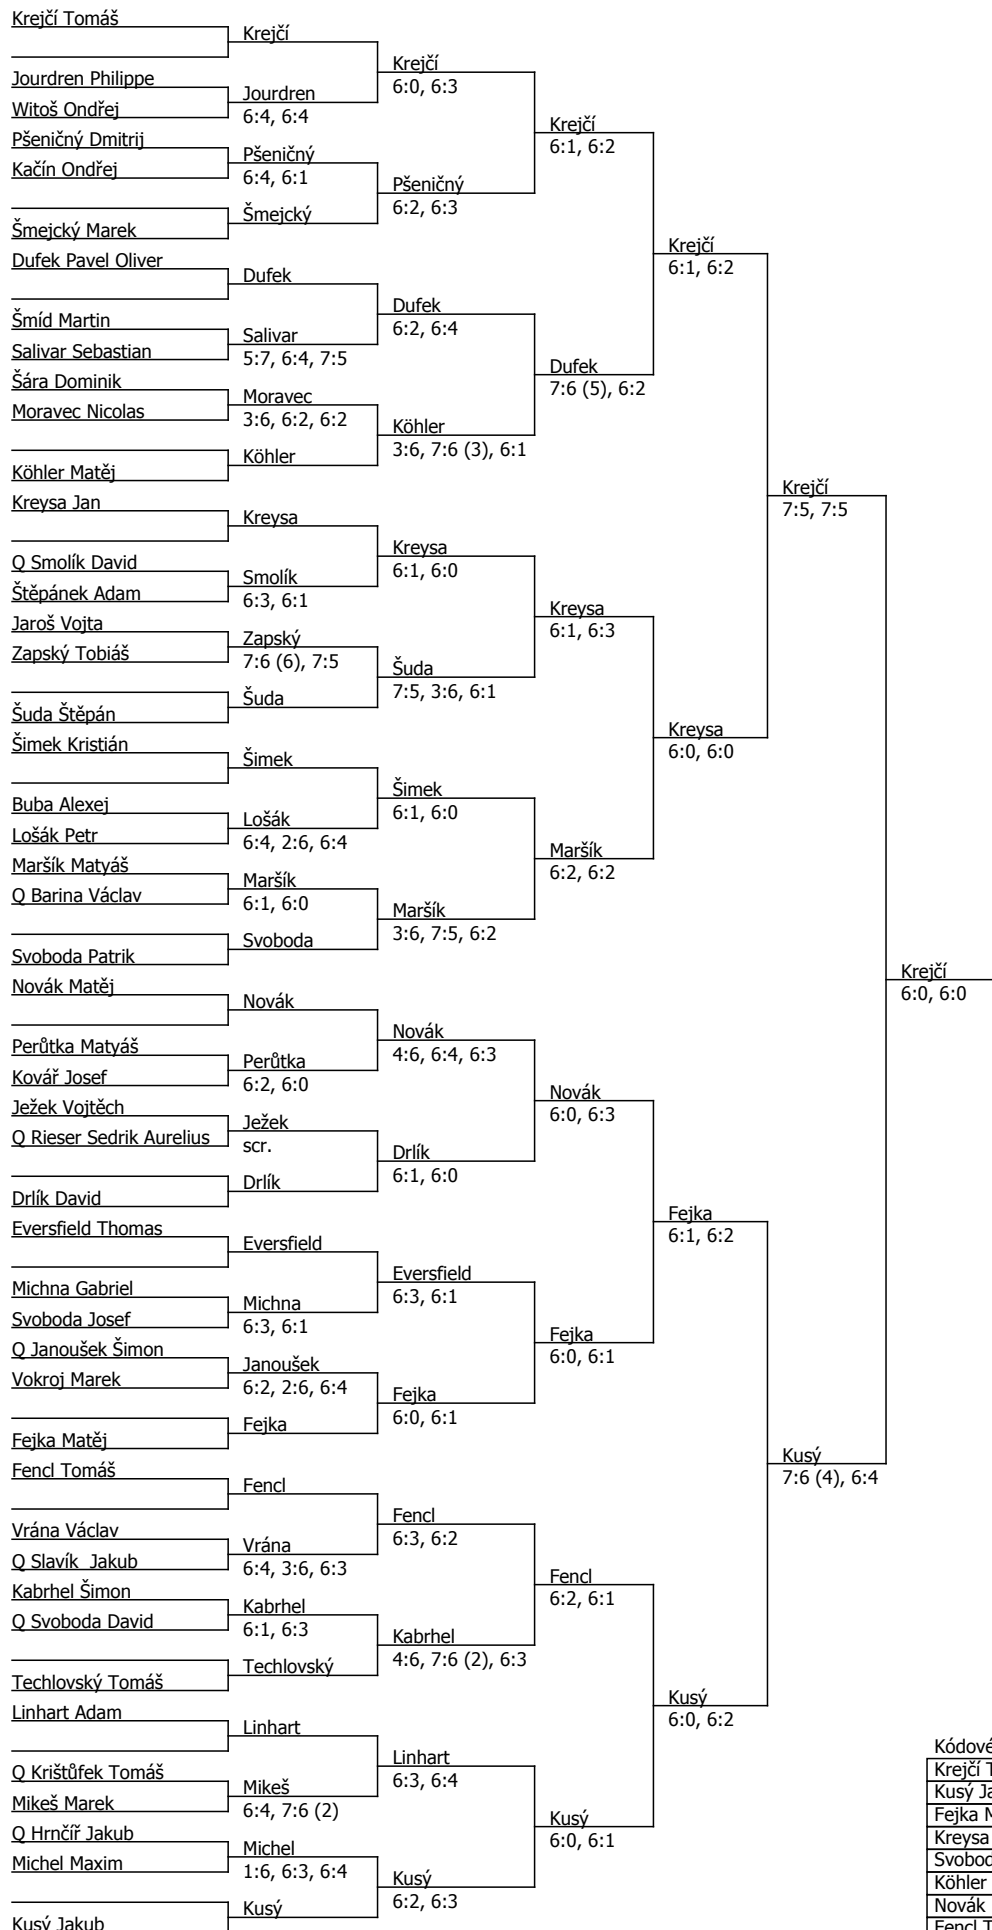 Krejčí Tomáš
Jourdren Philippe
Witoš Ondřej
Pšeničný Dmitrij
Kačín Ondřej
Šmejcký Marek
Dufek Pavel Oliver
Šmíd Martin
Salivar Sebastian
Šára Dominik
Moravec Nicolas
Köhler Matěj
Kreysa Jan
Q Smolík David
Štěpánek Adam
Jaroš Vojta
Zapský Tobiáš
Šuda Štěpán
Šimek Kristián
Buba Alexej
Lošák Petr
Maršík Matyáš
Q Barina Václav
Svoboda Patrik
Novák Matěj
Perůtka Matyáš
Kovář Josef
Ježek Vojtěch
Q Rieser Sedrik Aurelius
Drlík David
Eversfield Thomas
Michna Gabriel
Svoboda Josef
Q Janoušek Šimon
Vokroj Marek
Fejka Matěj
Fencl Tomáš
Vrána Václav
Q Slavík Jakub
Kabrhel Šimon
Q Svoboda David
Techlovský Tomáš
Linhart Adam
Q Krištůfek Tomáš
Mikeš Marek
Q Hrnčíř Jakub
Michel Maxim
Kusý Jakub
Krejčí
Jourdren
6:4, 6:4
Pšeničný
6:4, 6:1
Šmejcký
Dufek
Salivar
5:7, 6:4, 7:5
Moravec
3:6, 6:2, 6:2
Köhler
Kreysa
Smolík
6:3, 6:1
Zapský
7:6 (6), 7:5
Šuda
Šimek
Lošák
6:4, 2:6, 6:4
Maršík
6:1, 6:0
Svoboda
Novák
Perůtka
6:2, 6:0
Ježek
scr.
Drlík
Eversfield
Michna
6:3, 6:1
Janoušek
6:2, 2:6, 6:4
Fejka
Fencl
Vrána
6:4, 3:6, 6:3
Kabrhel
6:1, 6:3
Techlovský
Linhart
Mikeš
6:4, 7:6 (2)
Michel
1:6, 6:3, 6:4
Kusý
Krejčí
6:0, 6:3
Pšeničný
6:2, 6:3
Dufek
6:2, 6:4
Köhler
3:6, 7:6 (3), 6:1
Kreysa
6:1, 6:0
Šuda
7:5, 3:6, 6:1
Šimek
6:1, 6:0
Maršík
3:6, 7:5, 6:2
Novák
4:6, 6:4, 6:3
Drlík
6:1, 6:0
Eversfield
6:3, 6:1
Fejka
6:0, 6:1
Fencl
6:3, 6:2
Kabrhel
4:6, 7:6 (2), 6:3
Linhart
6:3, 6:4
Kusý
6:2, 6:3
Krejčí
6:1, 6:2
Dufek
7:6 (5), 6:2
Kreysa
6:1, 6:3
Maršík
6:2, 6:2
Novák
6:0, 6:3
Fejka
6:0, 6:1
Fencl
6:2, 6:1
Kusý
6:0, 6:1
Krejčí
6:1, 6:2
Kreysa
6:0, 6:0
Fejka
6:1, 6:2
Kusý
6:0, 6:2
Krejčí
7:5, 7:5
Kusý
7:6 (4), 6:4
Krejčí
6:0, 6:0
Kódové
Krejčí T
Kusý Ja
Fejka M
Kreysa
Svobod
Köhler
Novák
Fencl T